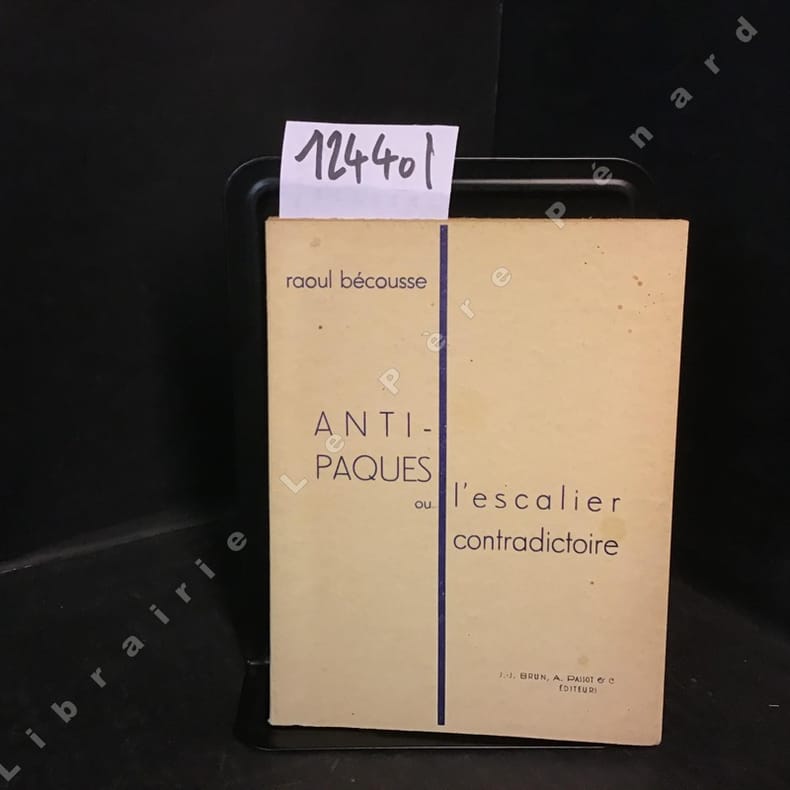 124401
raoul bécousse
ANTI-
PAQUES
ou
l'escalier
contradictoire
J.-J. BRUN, A. PASSOT & C
ÉDITEURS
Librairie Le Père Pénard